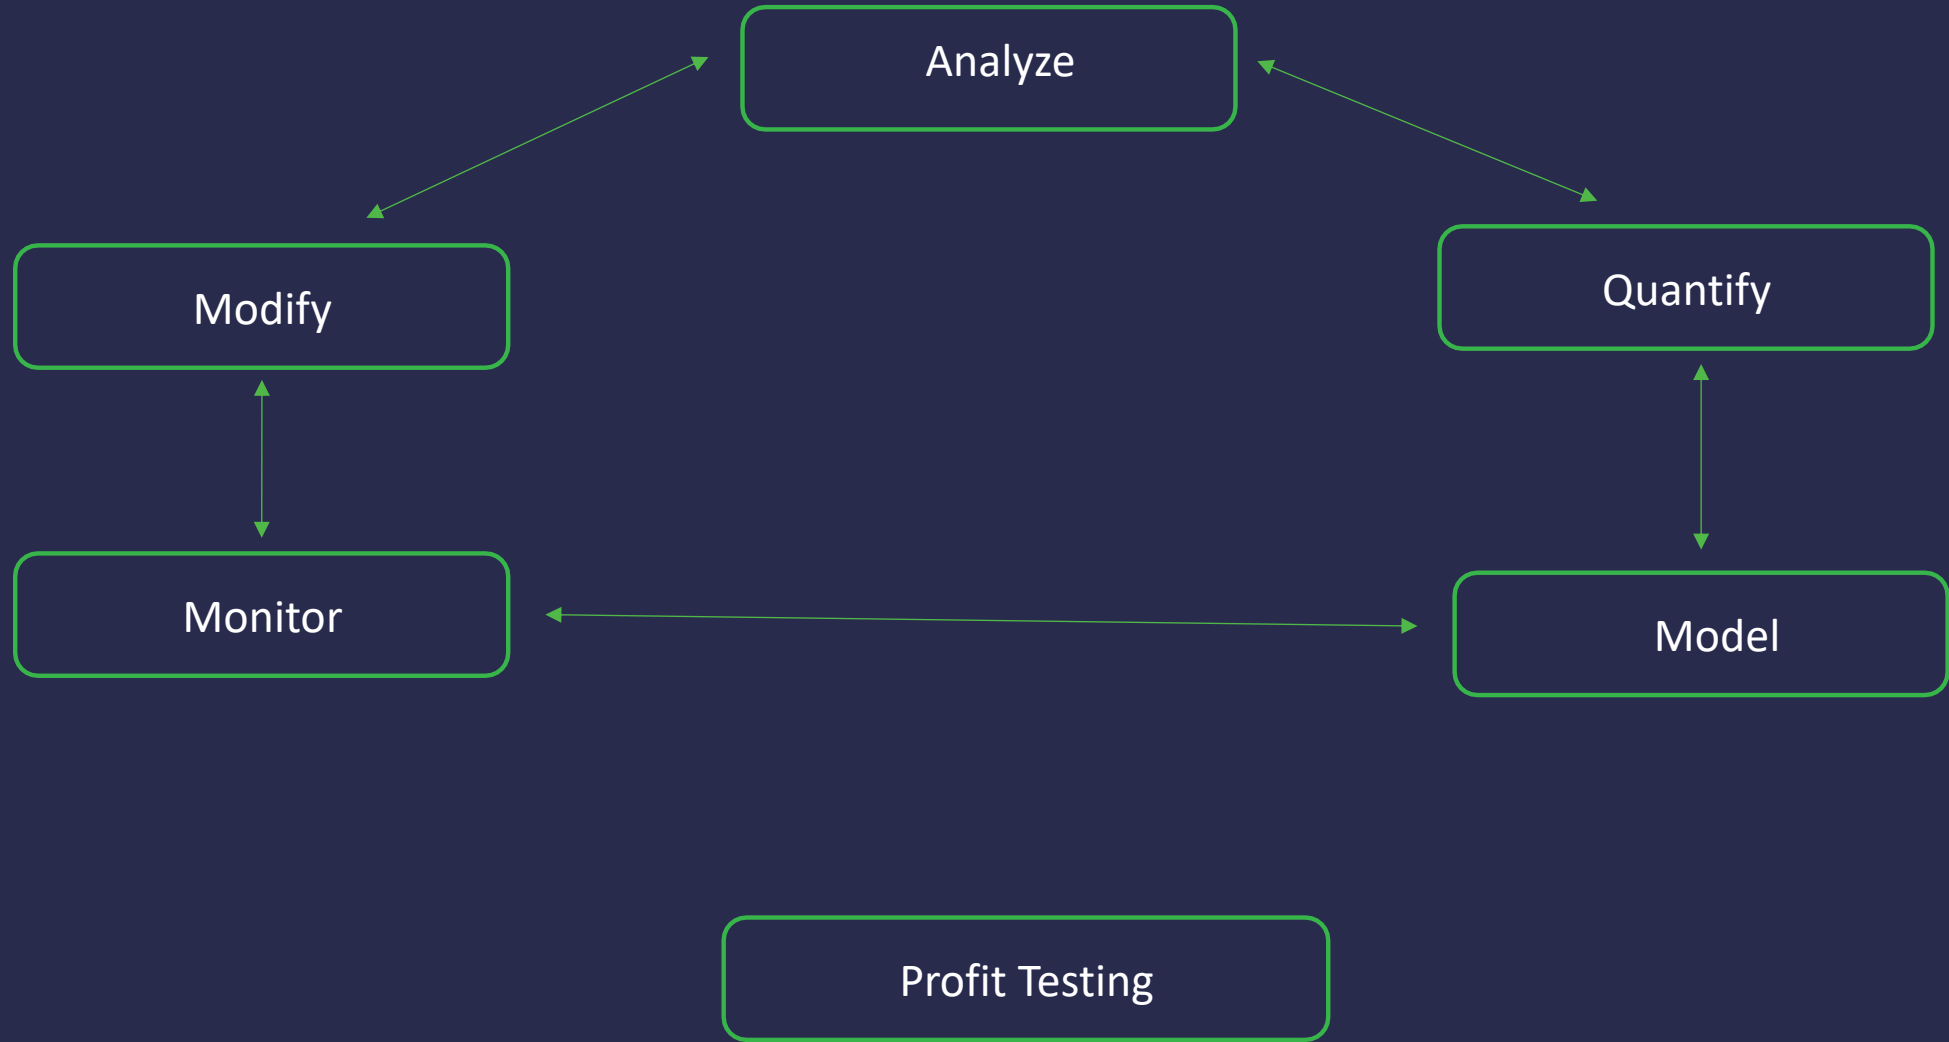 Analyze
Modify
Quantify
Monitor
Model
Profit Testing